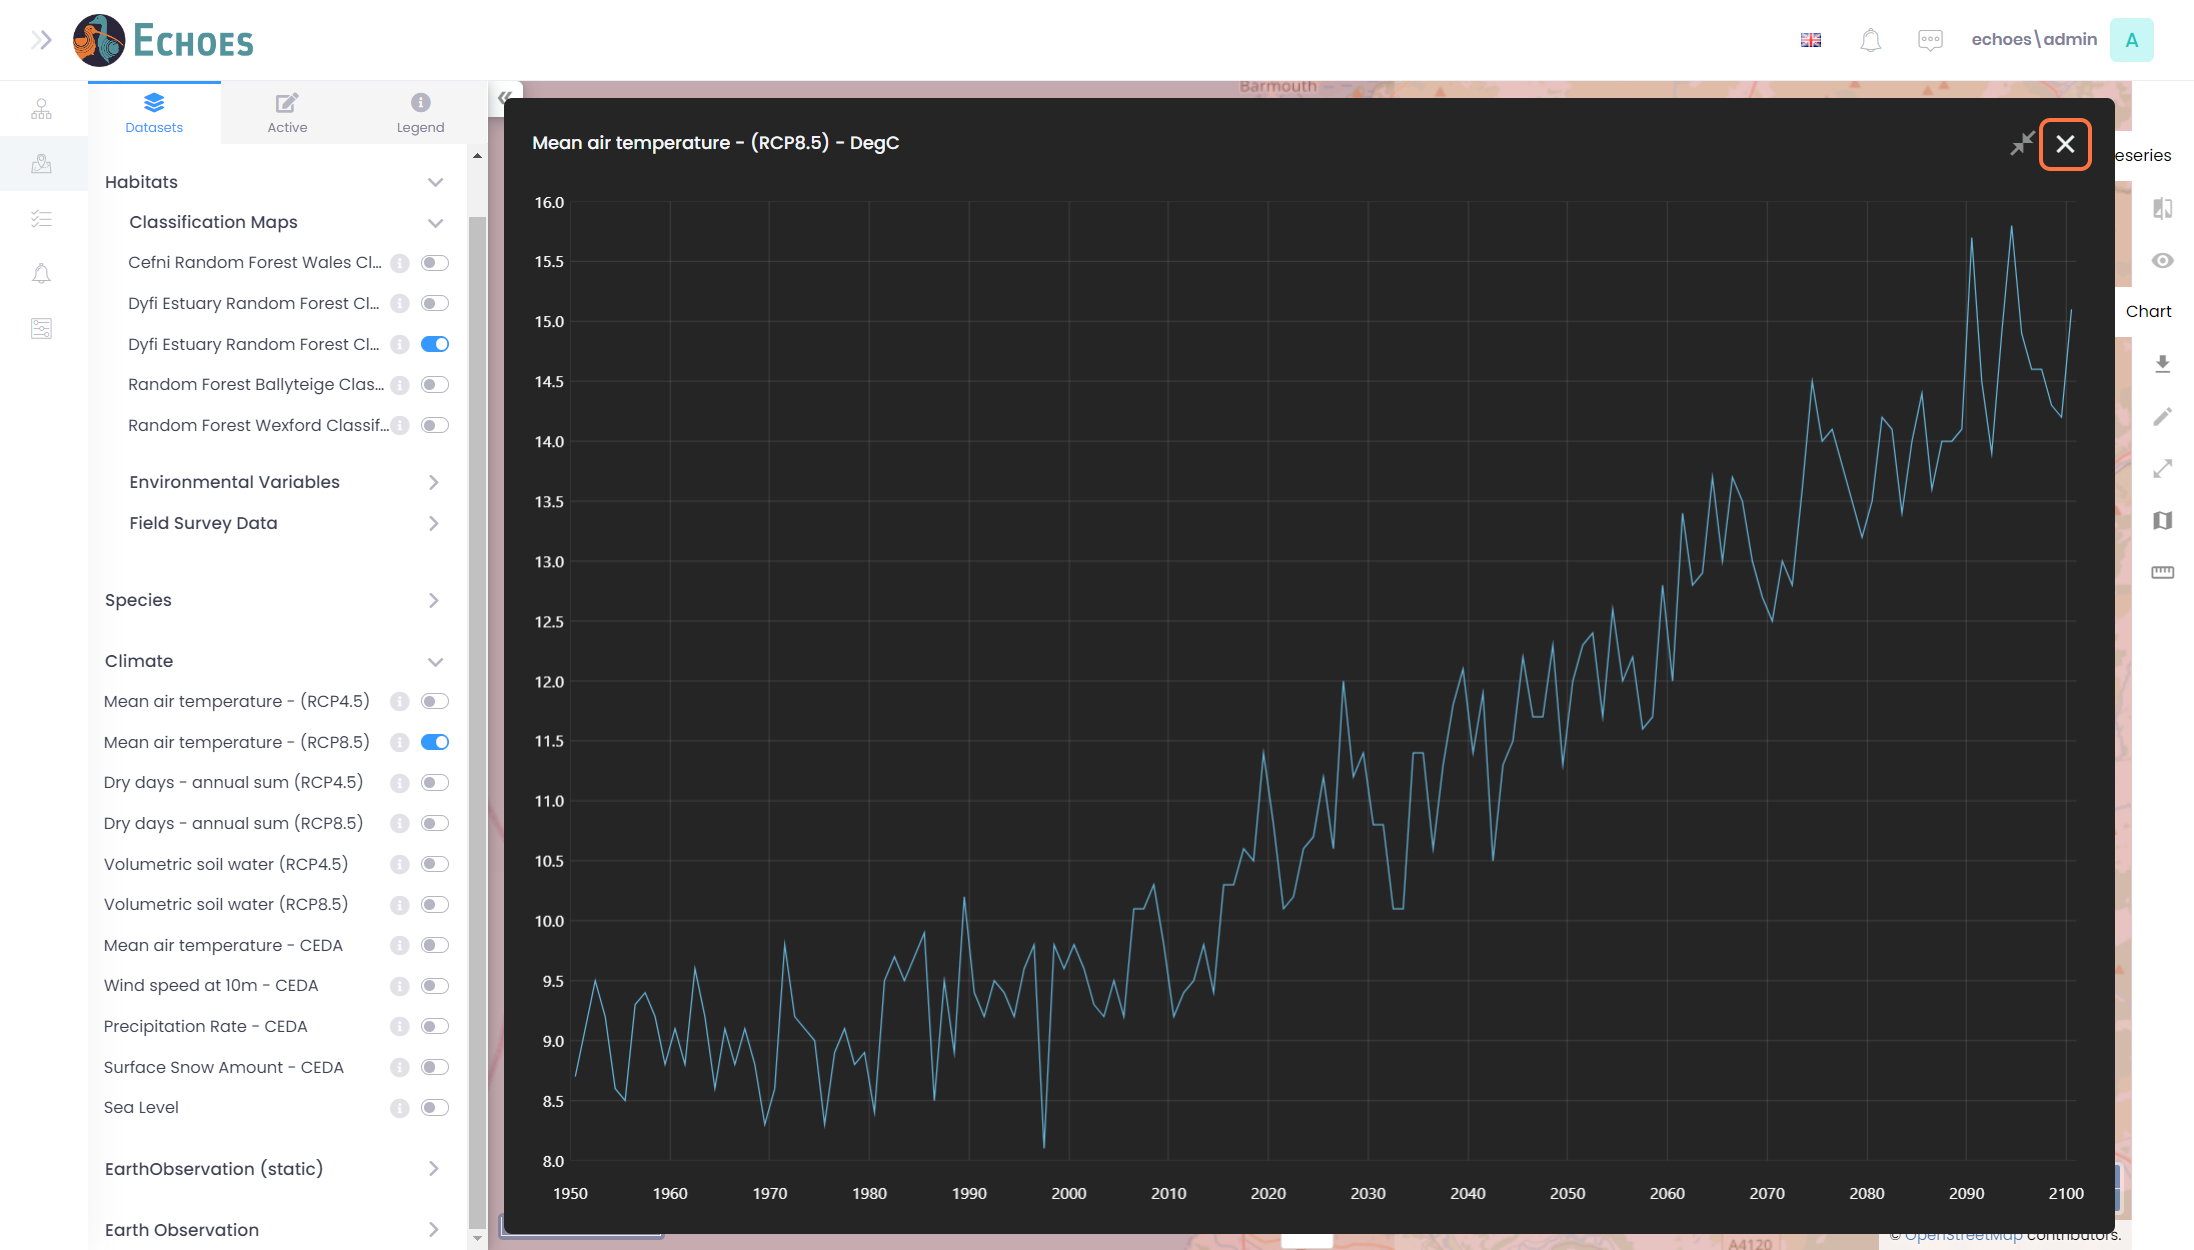 ECHOES
echoes\admin
A
Datasets
Active
Legend
Barmouth
Habitats
Classification Maps
Cefni Random Forest Wales Cl...
Dyfi Estuary Random Forest Cl...
Dyfi Estuary Random Forest Cl...
Random Forest Ballyteige Clas...
Random Forest Wexford Classif...
Environmental Variables
Field Survey Data
Species
Climate
Mean air temperature - (RCP4.5)
Mean air temperature - (RCP8.5)
Dry days - annual sum (RCP4.5)
Dry days - annual sum (RCP8.5)
Volumetric soil water (RCP4.5)
Volumetric soil water (RCP8.5)
Mean air temperature - CEDA
Wind speed at 10m - CEDA
Precipitation Rate - CEDA
Surface Snow Amount - CEDA
Sea Level
EarthObservation (static)
Earth Observation
Mean air temperature - (RCP8.5) - DegC
16.0
15.5
15.0
14.5
14.0
13.5
13.0
12.5
12.0
11.5
11.0
10.5
10.0
9.5
9.0
8.5
8.0
1950 1960 1970 1980 1990 2000 2010 2020 2030 2040 2050 2060 2070 2080 2090 2100
eseries
Chart
A4120
© OpenStreetMap contributors.